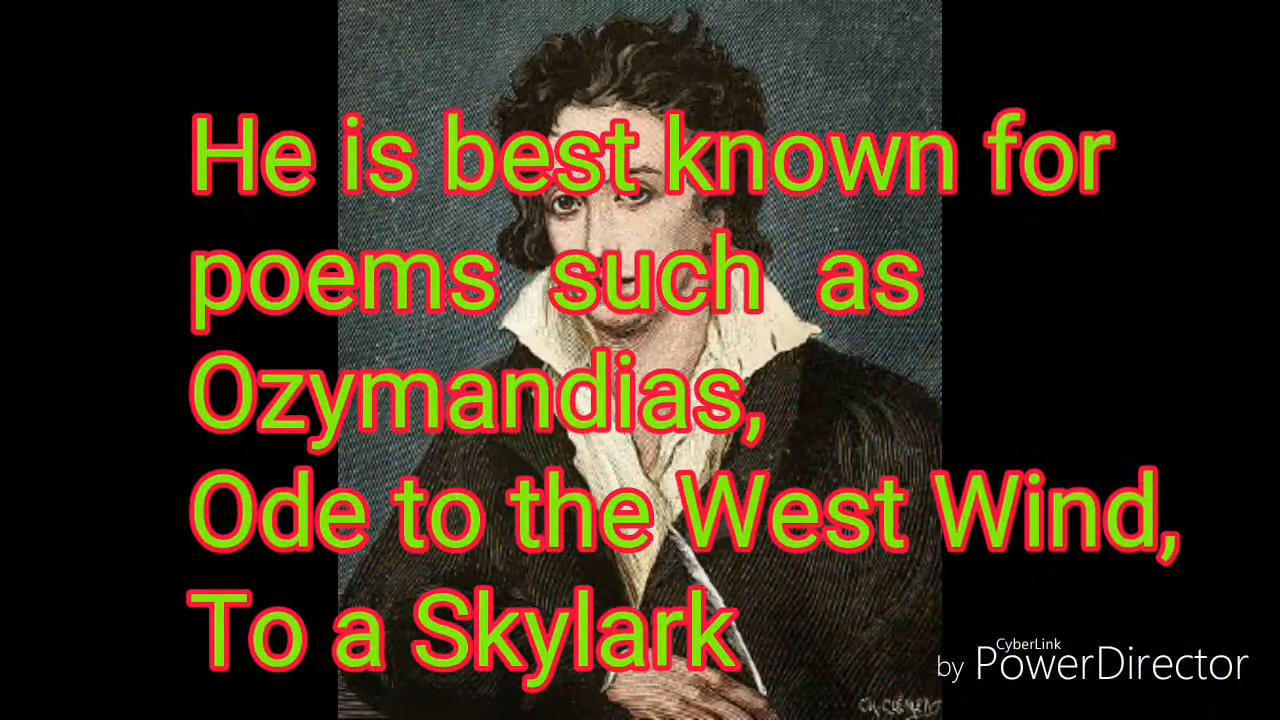 He is best known for
poems such as
Ozymandias,
Ode to the West Wind,
To a Skylark
CyberLink
by PowerDirector